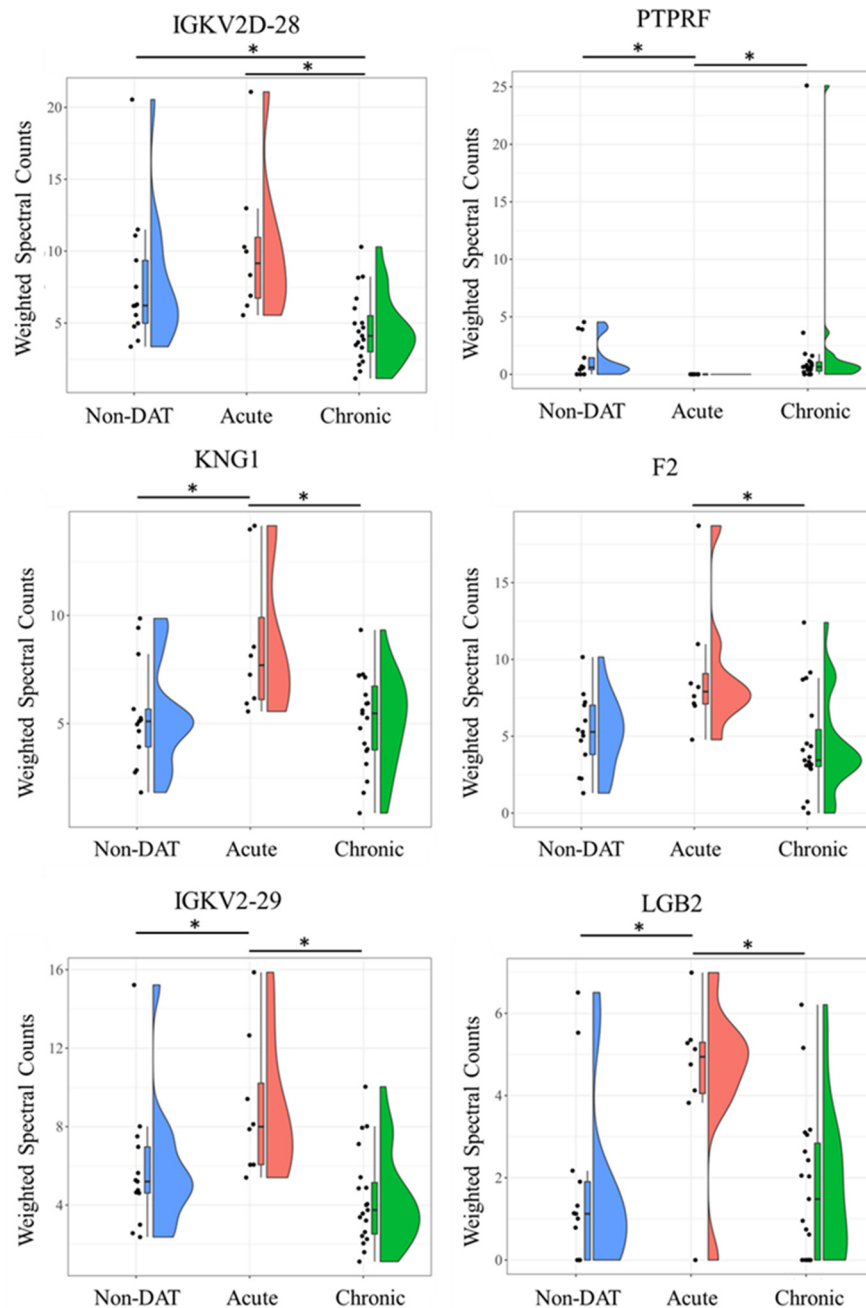 IGKV2D-28
*
*
Weighted Spectral Counts
20
15
10
5
Non-DAT Acute Chronic
PTPRF
* *
Weighted Spectral Counts
25
20
15
10
5
0
Non-DAT Acute Chronic
KNG1
* *
Weighted Spectral Counts
10
5
Non-DAT Acute Chronic
F2
*
Weighted Spectral Counts
15
10
5
0
Non-DAT Acute Chronic
IGKV2-29
* *
Weighted Spectral Counts
16
12
8
4
Non-DAT Acute Chronic
LGB2
* *
Weighted Spectral Counts
6
4
2
0
Non-DAT Acute Chronic